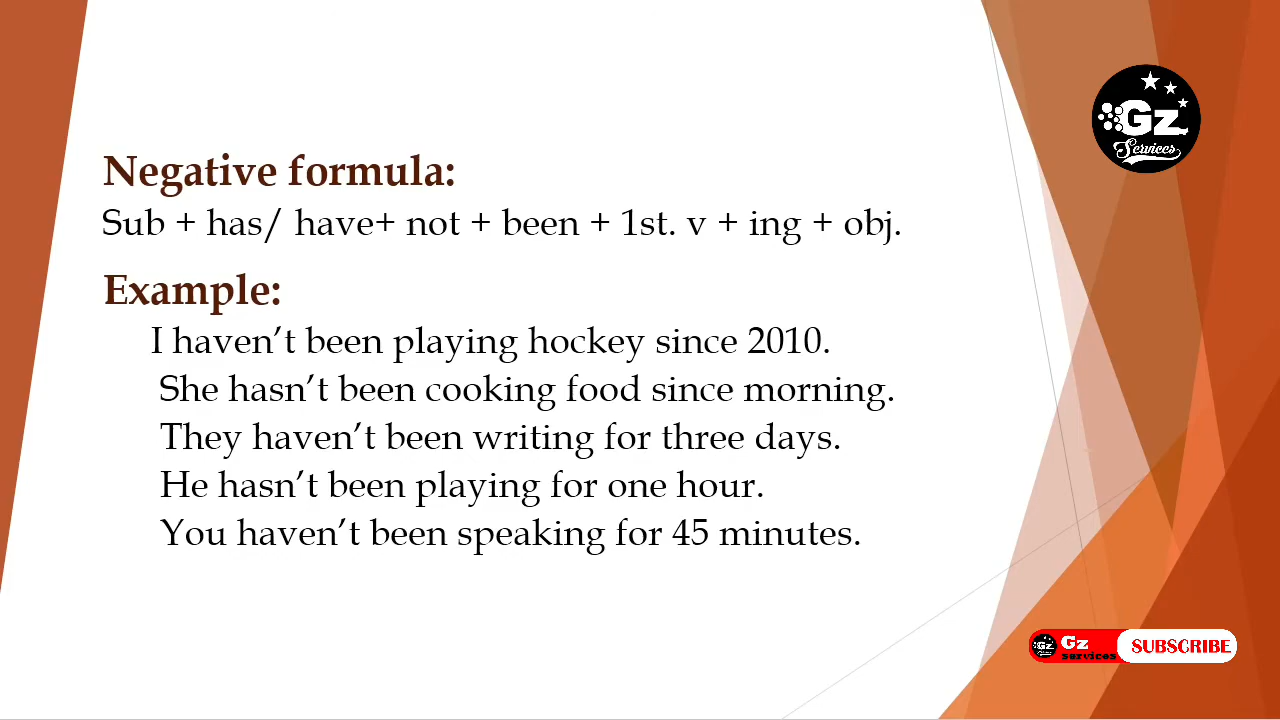 Gz
Services
Negative formula:
Sub + has/ have+ not + been + 1st. v + ing + obj.
Example:
I haven’t been playing hockey since 2010.
She hasn’t been cooking food since morning.
They haven’t been writing for three days.
He hasn’t been playing for one hour.
You haven’t been speaking for 45 minutes.
Gz
Gz
services
SUBSCRIBE